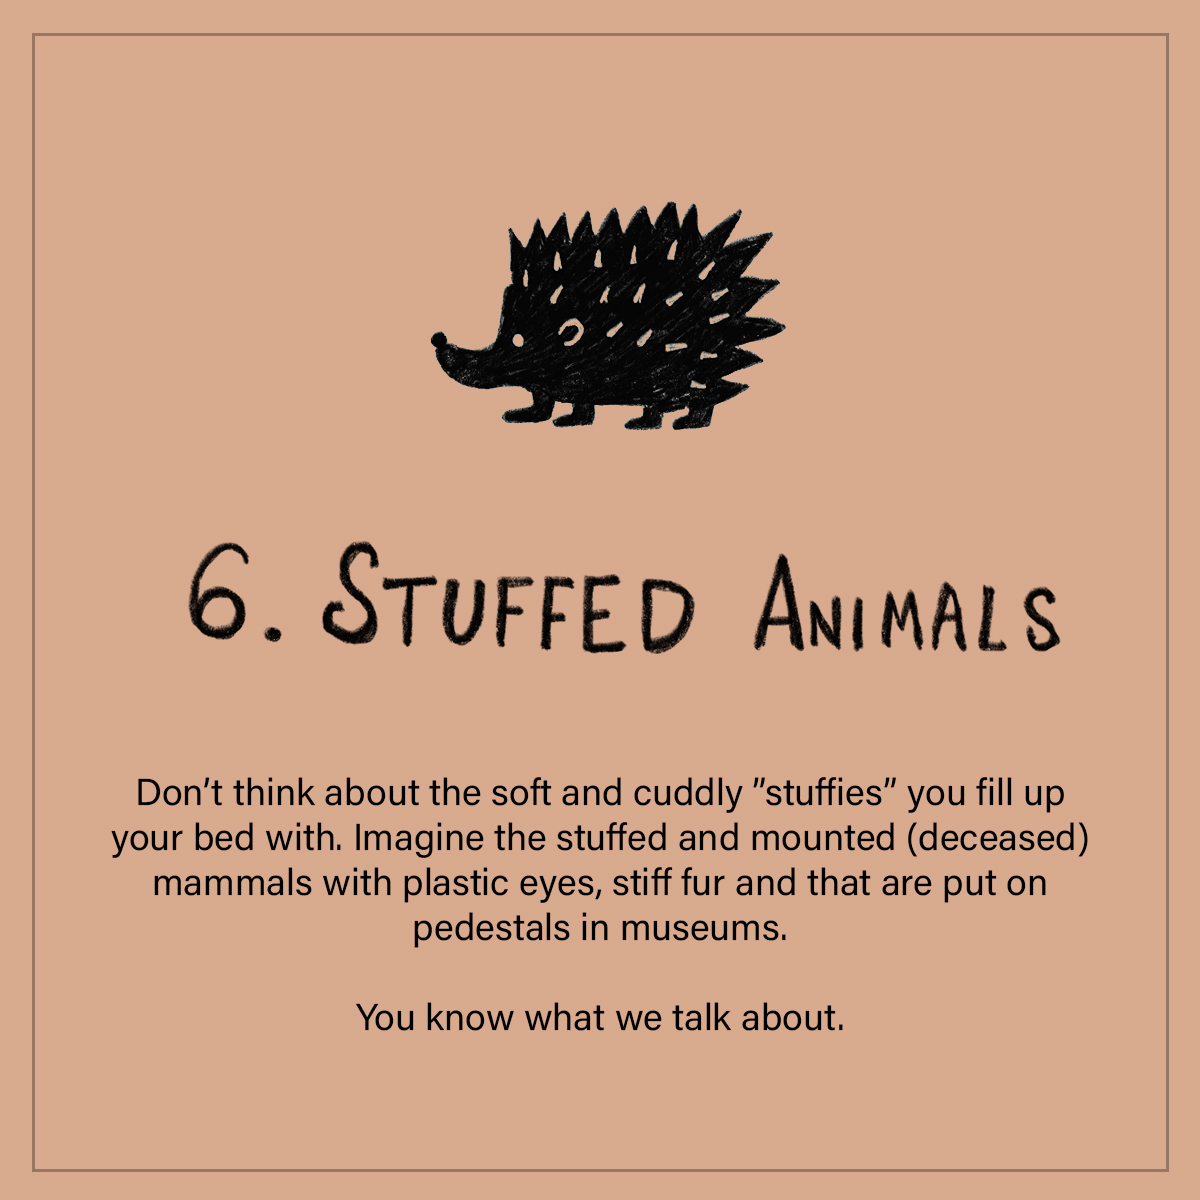 6. STUFFED ANIMALS
Don’t think about the soft and cuddly ”stuffies” you fill up
your bed with. Imagine the stuffed and mounted (deceased)
mammals with plastic eyes, stiff fur and that are put on
pedestals in museums.
You know what we talk about.